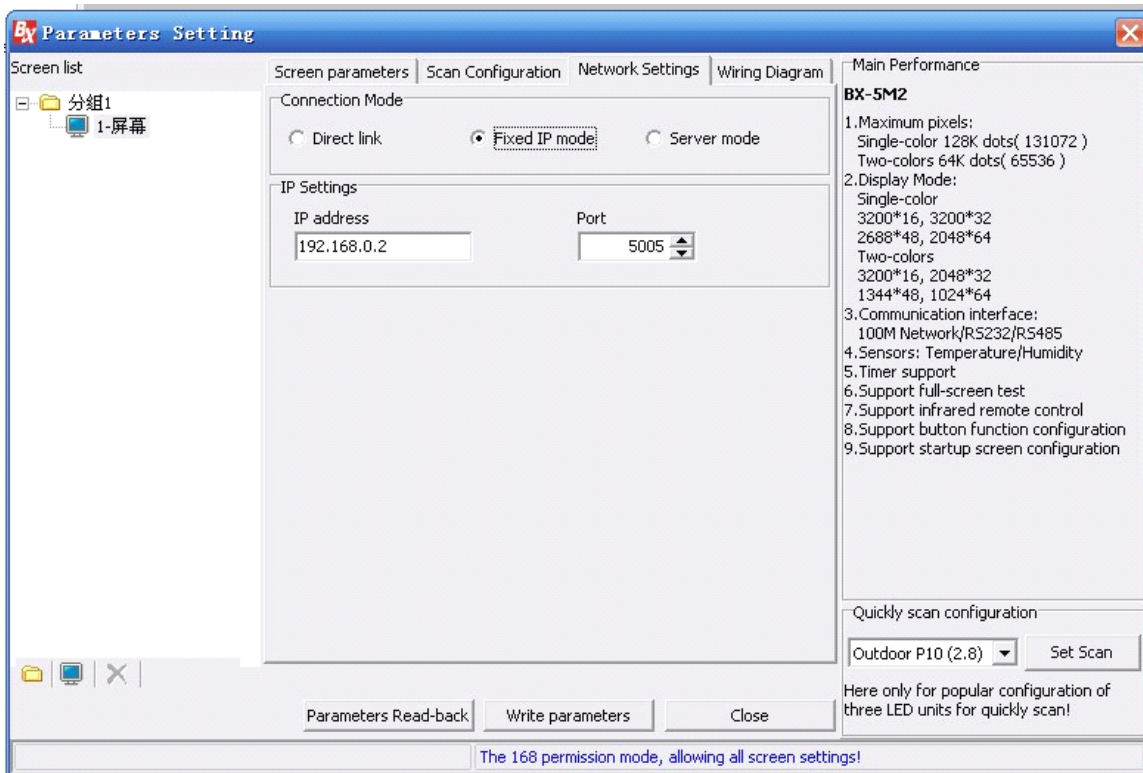 BX Parameters Setting
Screen list
分组1
1-屏幕
Screen parameters
Scan Configuration
Network Settings
Wiring Diagram
Connection Mode
Direct link
Fixed IP mode
Server mode
IP Settings
IP address
Port
192.168.0.2
5005
Main Performance
BX-5M2
1.Maximum pixels:
Single-color 128K dots( 131072 )
Two-colors 64K dots( 65536 )
2.Display Mode:
Single-color
3200*16, 3200*32
2688*48, 2048*64
Two-colors
3200*16, 2048*32
1344*48, 1024*64
3.Communication interface:
100M Network/RS232/RS485
4.Sensors: Temperature/Humidity
5.Timer support
6.Support full-screen test
7.Support infrared remote control
8.Support button function configuration
9.Support startup screen configuration
Quickly scan configuration
Outdoor P10 (2.8)
Set Scan
Here only for popular configuration of
three LED units for quickly scan!
Parameters Read-back
Write parameters
Close
The 168 permission mode, allowing all screen settings!